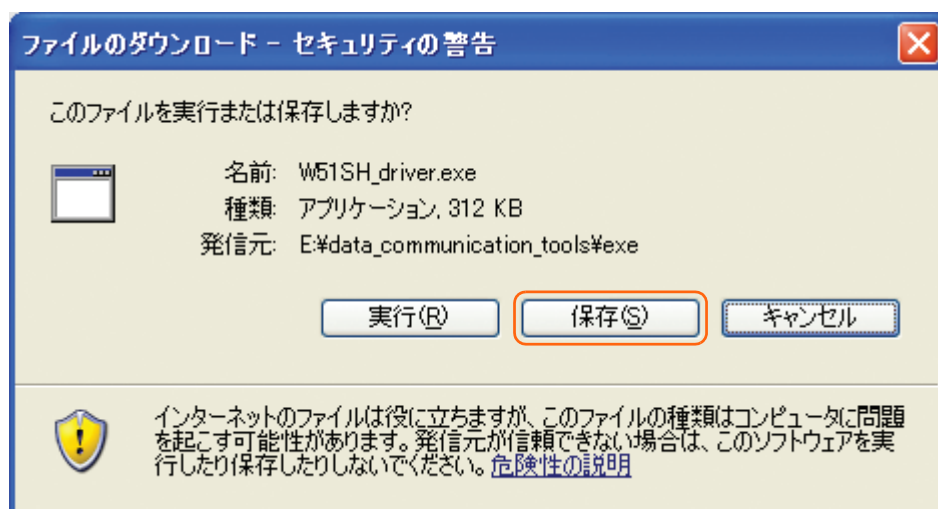 ファイルのダウンロード - セキュリティの警告
このファイルを実行または保存しますか?
名前: W51SH_driver.exe
種類: アプリケーション, 312 KB
発信元: E:¥data_communication_tools¥exe
実行(R) 保存(S) キャンセル
インターネットのファイルは役に立ちますが、このファイルの種類はコンピュータに問題
を起こす可能性があります。発信元が信頼できない場合は、このソフトウェアを実
行したり保存したりしないでください。危険性の説明